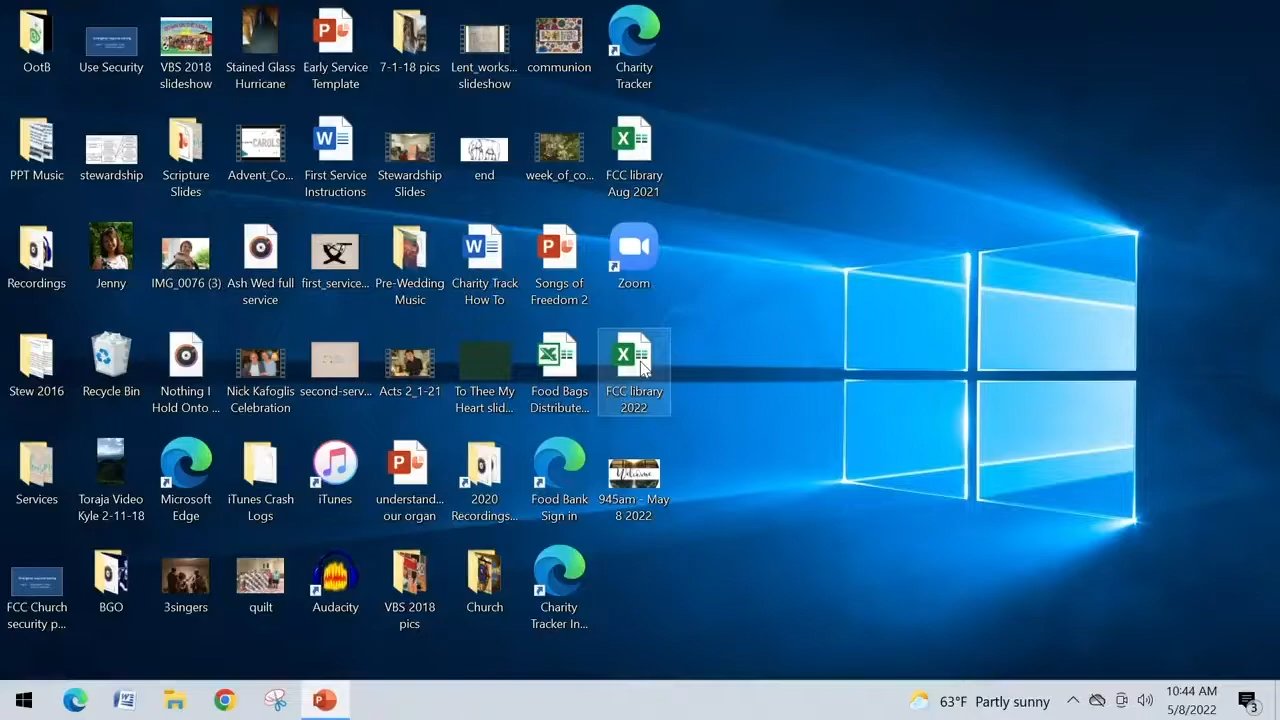 OotB
Use Security
VBS 2018
slideshow
Stained Glass
Hurricane
Early Service
Template
7-1-18 pics
Lent_works...
slideshow
communion
Charity
Tracker
PPT Music
stewardship
Scripture
Slides
Advent_Co...
First Service
Instructions
Stewardship
Slides
end
week_of_co...
FCC library
Aug 2021
Recordings
Jenny
IMG_0076 (3)
Ash Wed full
service
first_service...
Pre-Wedding
Music
Charity Track
How To
Songs of
Freedom 2
Zoom
Stew 2016
Recycle Bin
Nothing I
Hold Onto ...
Nick Kafoglis
Celebration
second-serv...
Acts 2_1-21
To Thee My
Heart slid...
Food Bags
Distribute...
FCC library
2022
Services
Toraja Video
Kyle 2-11-18
Microsoft
Edge
iTunes Crash
Logs
iTunes
understand...
our organ
2020
Recordings...
Food Bank
Sign in
Welcome
945am - May
8 2022
FCC Church
security p...
BGO
3singers
quilt
Audacity
VBS 2018
pics
Church
Charity
Tracker In...
63°F Partly sunny
10:44 AM
5/8/2022
3